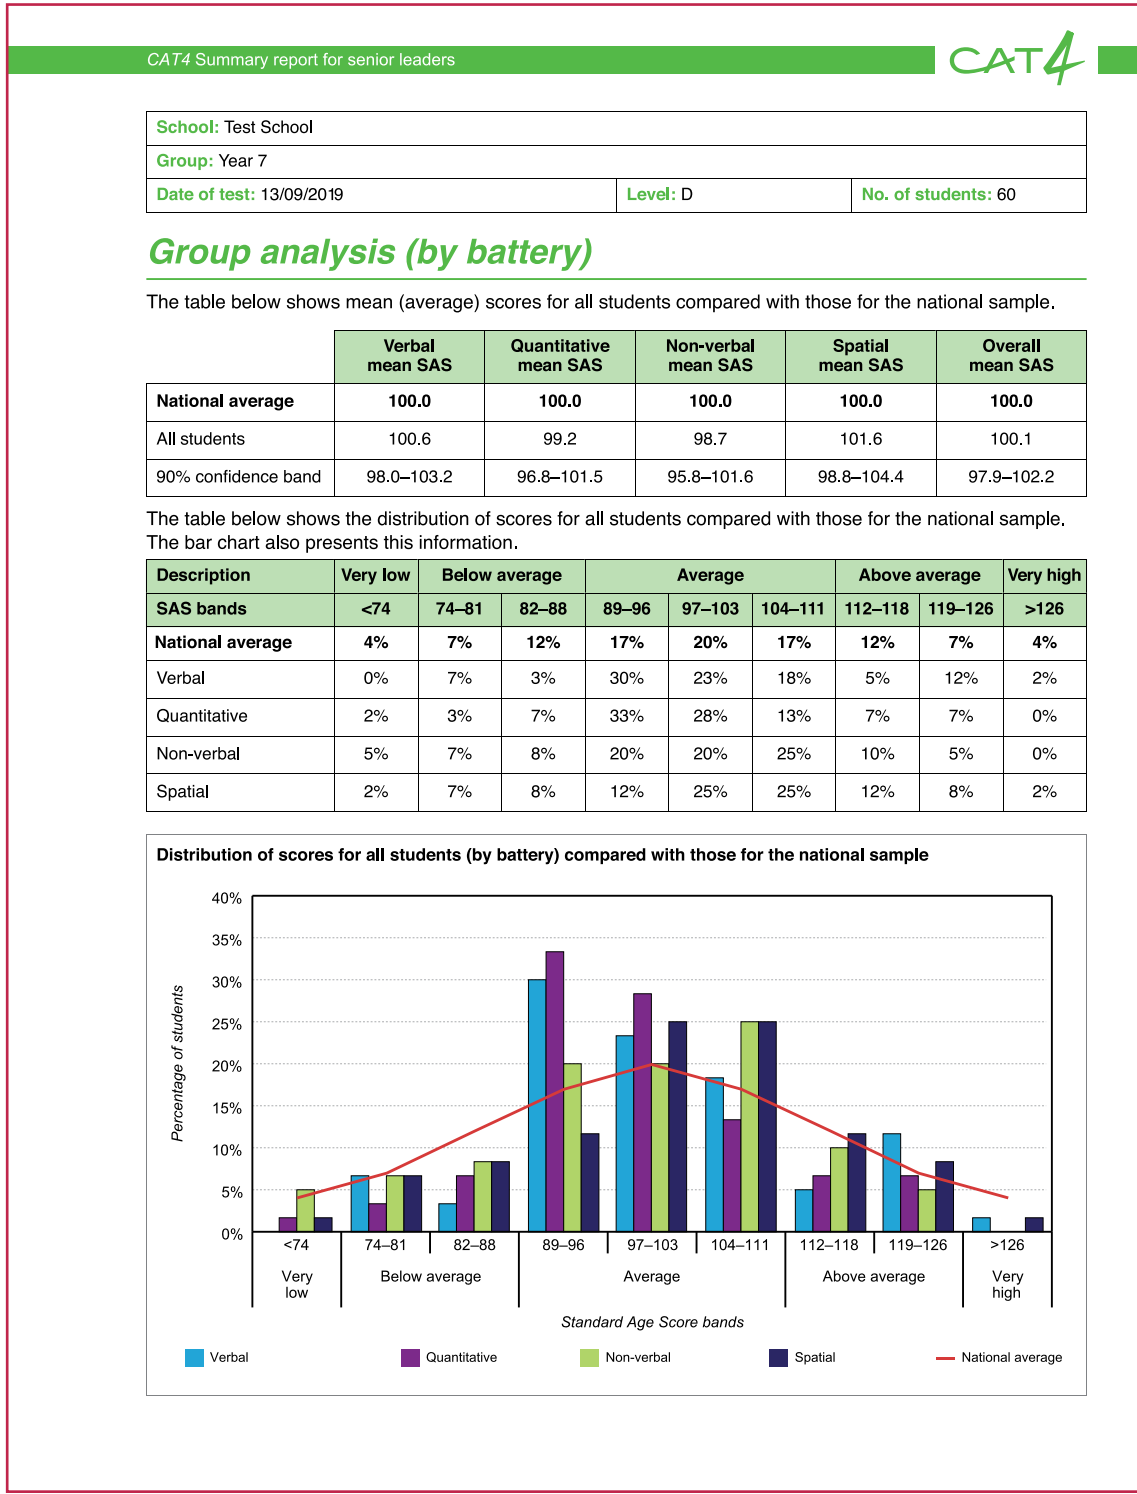 CAT4 Summary report for senior leaders
CAT4
School: Test School
Group: Year 7
Date of test: 13/09/2019 Level: D No. of students: 60
Group analysis (by battery)
The table below shows mean (average) scores for all students compared with those for the national sample.
Verbal mean SAS Quantitative mean SAS Non-verbal mean SAS Spatial mean SAS Overall mean SAS
National average 100.0 100.0 100.0 100.0 100.0
All students 100.6 99.2 98.7 101.6 100.1
90% confidence band 98.0–103.2 96.8–101.5 95.8–101.6 98.8–104.4 97.9–102.2
The table below shows the distribution of scores for all students compared with those for the national sample.
The bar chart also presents this information.
Description Very low Below average Average Above average Very high
SAS bands <74 74–81 82–88 89–96 97–103 104–111 112–118 119–126 >126
National average 4% 7% 12% 17% 20% 17% 12% 7% 4%
Verbal 0% 7% 3% 30% 23% 18% 5% 12% 2%
Quantitative 2% 3% 7% 33% 28% 13% 7% 7% 0%
Non-verbal 5% 7% 8% 20% 20% 25% 10% 5% 0%
Spatial 2% 7% 8% 12% 25% 25% 12% 8% 2%
Distribution of scores for all students (by battery) compared with those for the national sample
Percentage of students
40%
35%
30%
25%
20%
15%
10%
5%
0%
<74 74–81 82–88 89–96 97–103 104–111 112–118 119–126 >126
Very low Below average Average Above average Very high
Standard Age Score bands
Verbal Quantitative Non-verbal Spatial National average